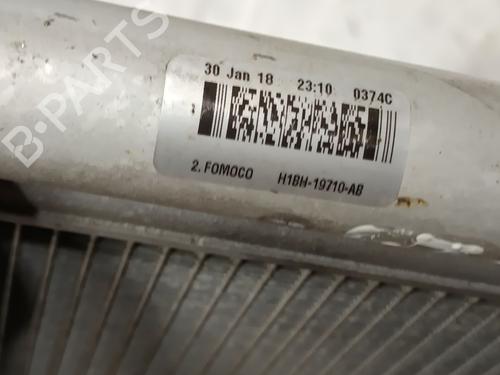 B-PARTS
30 Jan 18 23:10 0374C
2. FOMOCO H1BH-19710-AB